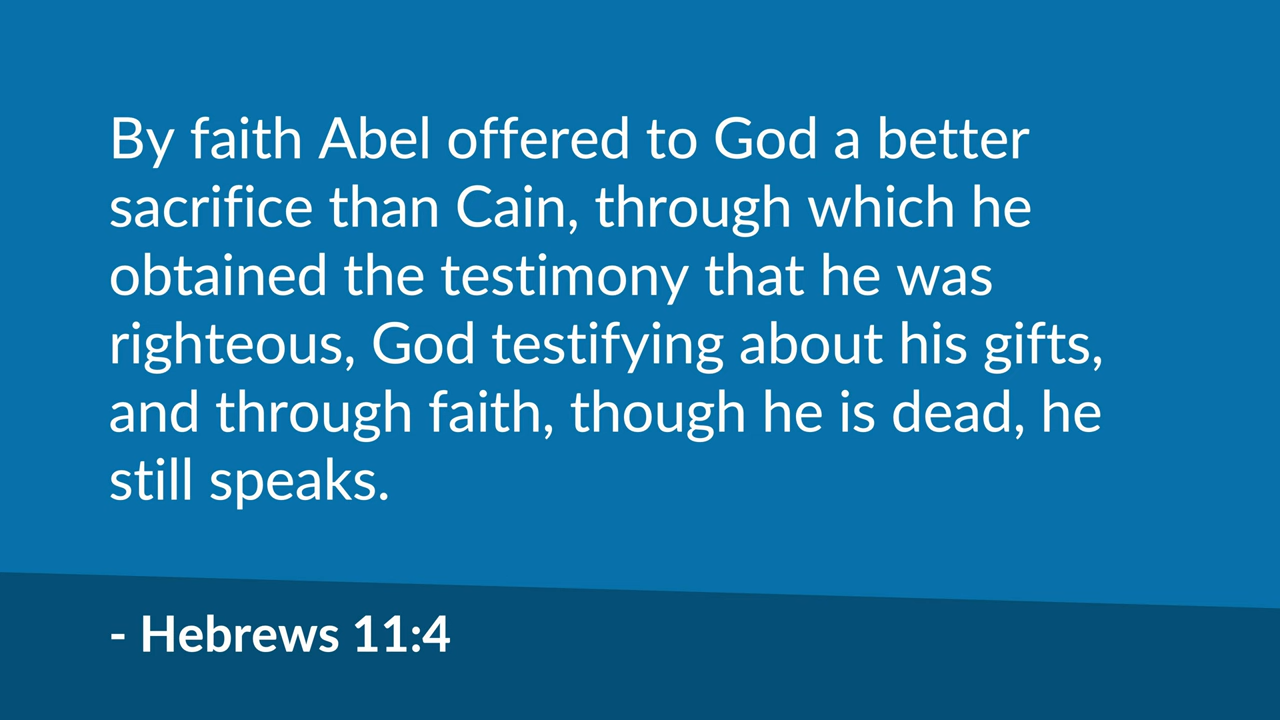 By faith Abel offered to God a better
sacrifice than Cain, through which he
obtained the testimony that he was
righteous, God testifying about his gifts,
and through faith, though he is dead, he
still speaks.
- Hebrews 11:4